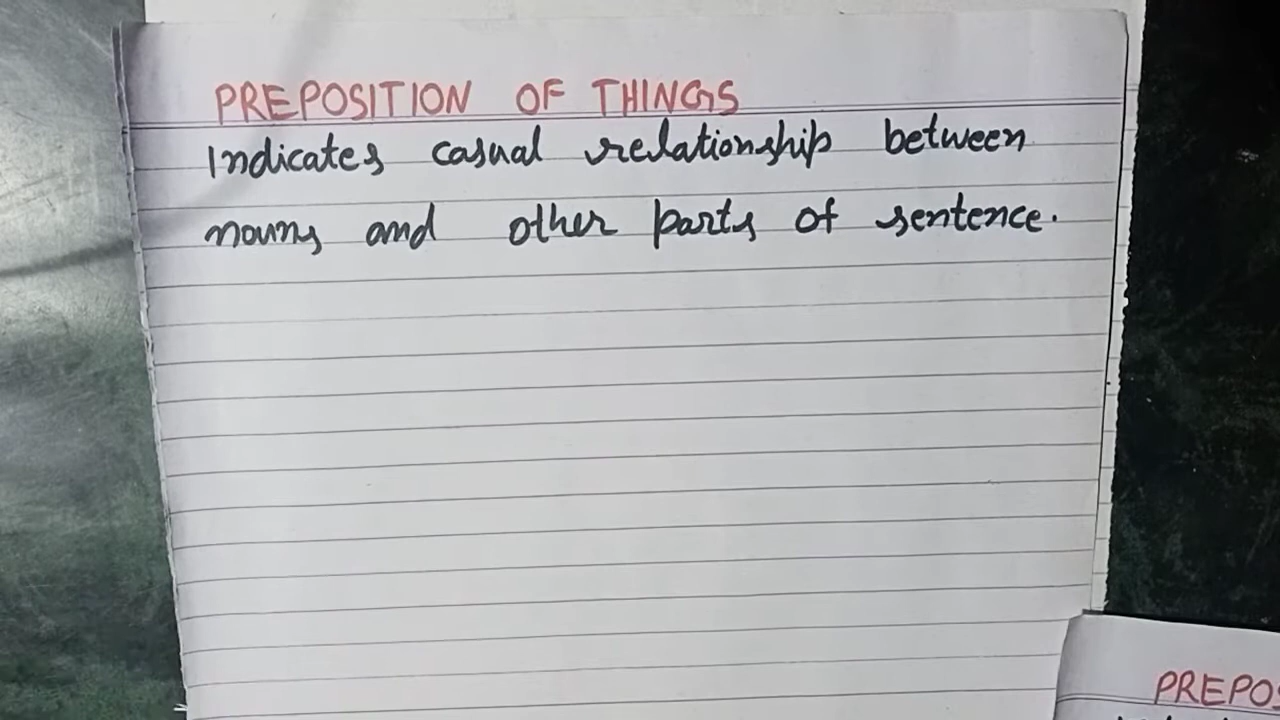 PREPOSITION OF THINGS
Indicates casual relationship between
nouns and other parts of sentence.
PREPOS